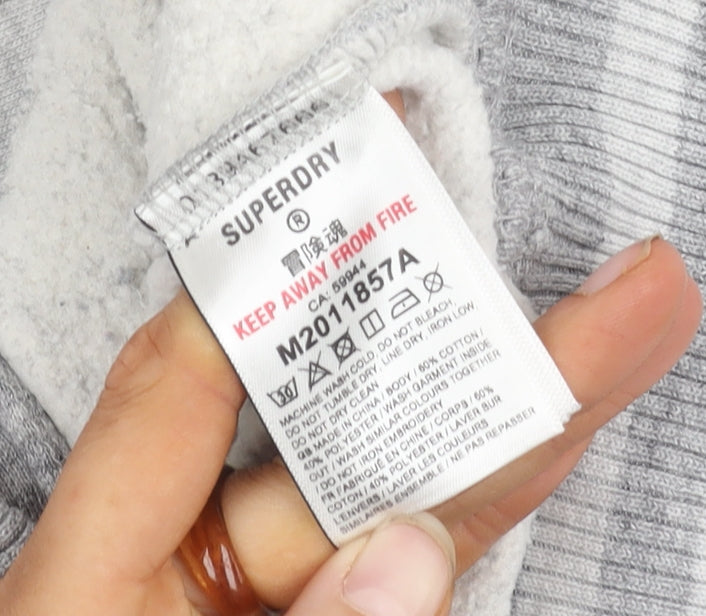 SUPERDRY
®
冒険魂
KEEP AWAY FROM FIRE
CA: 59944
M2011857A
30
MACHINE WASH COLD, DO NOT BLEACH,
DO NOT TUMBLE DRY, LINE DRY, IRON LOW,
DO NOT DRY CLEAN
GB MADE IN CHINA / BODY / 60% COTTON /
40% POLYESTER / WASH GARMENT INSIDE
OUT / WASH SIMILAR COLOURS TOGETHER
/ DO NOT IRON EMBROIDERY
FR FABRIQUÉ EN CHINE / CORPS / 60%
COTON / 40% POLYESTER / LAVER SUR
L'ENVERS / LAVER LES COULEURS
SIMILAIRES ENSEMBLE / NE PAS REPASSER